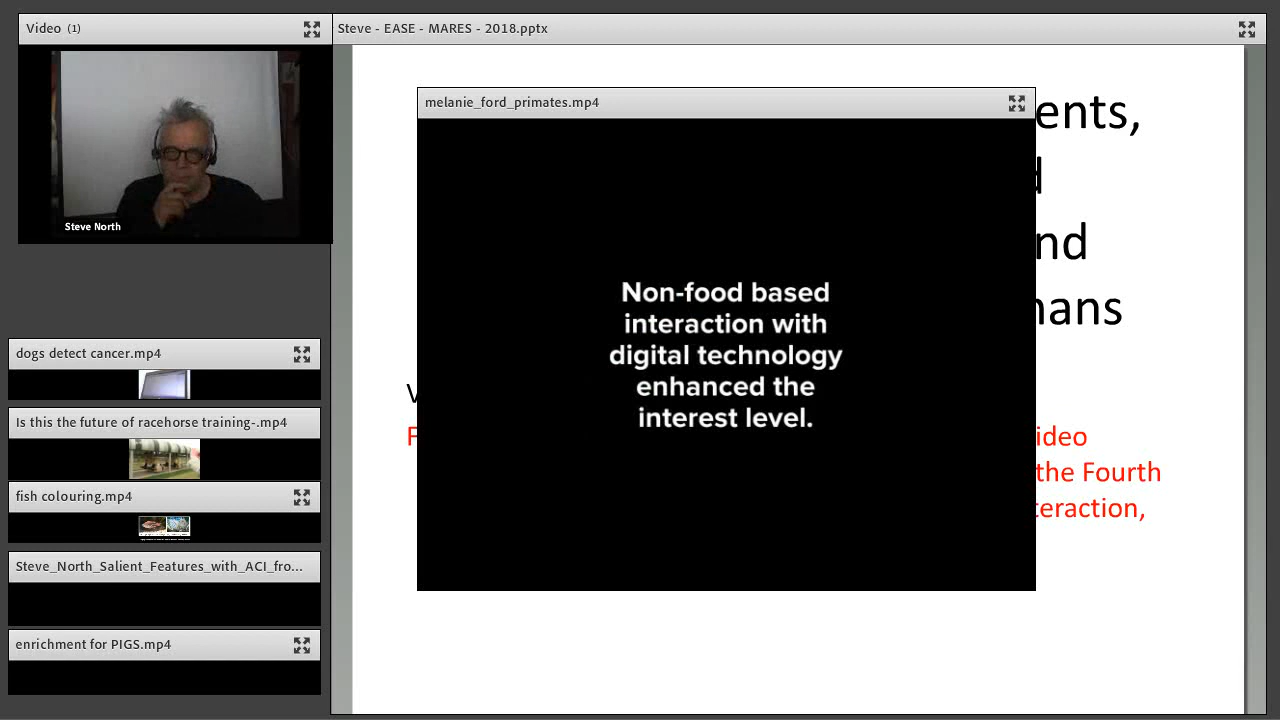 Video (1)
Steve North
dogs detect cancer.mp4
Is this the future of racehorse training-.mp4
fish colouring.mp4
Steve_North_Salient_Features_with_ACI_fro...
enrichment for PIGS.mp4
Steve - EASE - MARES - 2018.pptx
melanie_ford_primates.mp4
Non-food based
interaction with
digital technology
enhanced the
interest level.
ents,
d
nd
mans
V
F ideo
the Fourth
teraction,